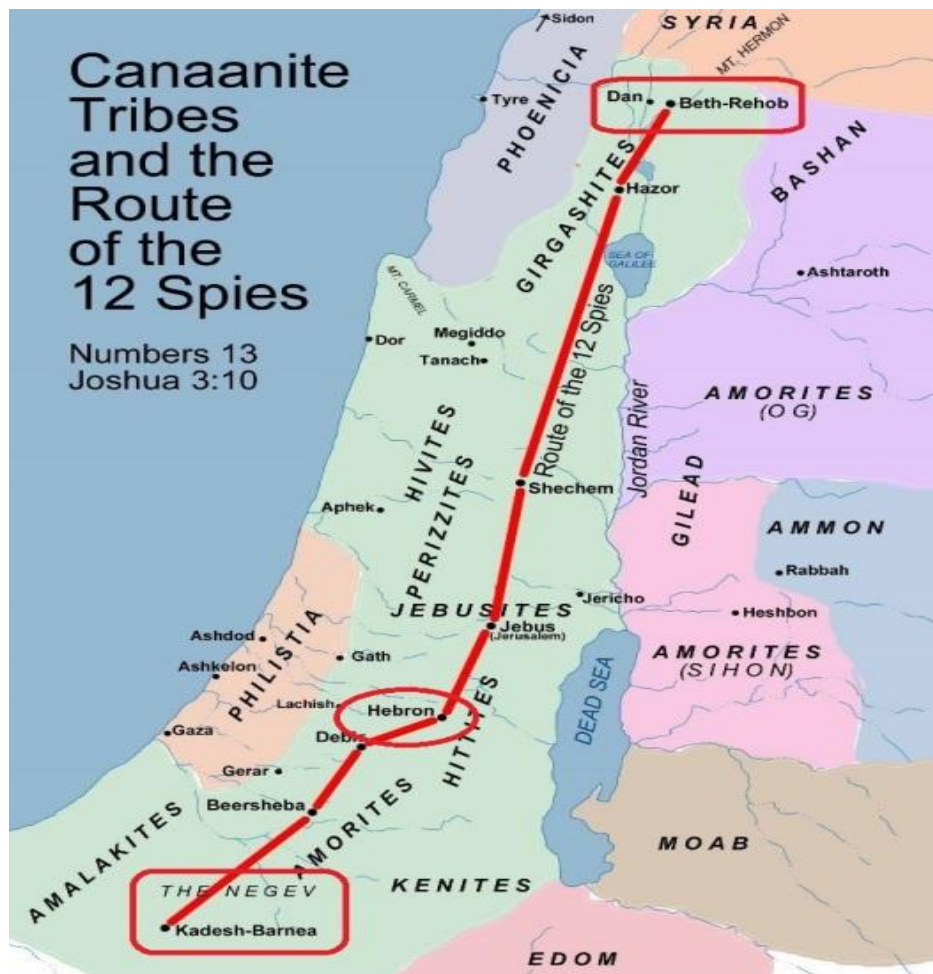 Canaanite
Tribes
and the
Route
of the
12 Spies
Numbers 13
Joshua 3:10
Sidon
SYRIA
MT. HERMON
PHOENICIA
Tyre
Dan
Beth-Rehob
BASHAN
GIRGASHITES
Hazor
SEA OF
GALILEE
Ashtaroth
MT. CARMEL
Dor
Megiddo
Tanach
Route of the 12 Spies
Jordan River
AMORITES
(OG)
HIVITES
PERIZZITES
Shechem
Aphek
GILEAD
AMMON
Rabbah
JEBUSITES
Jericho
Jebus
(Jerusalem)
Heshbon
AMORITES
(SIHON)
Ashdod
Ashkelon
PHILISTIA
Gath
Lachish
Hebron
HITTITES
DEAD SEA
Gaza
Debir
Gerar
Beersheba
AMORITES
AMALAKITES
MOAB
THE NEGEV
KENITES
Kadesh-Barnea
EDOM